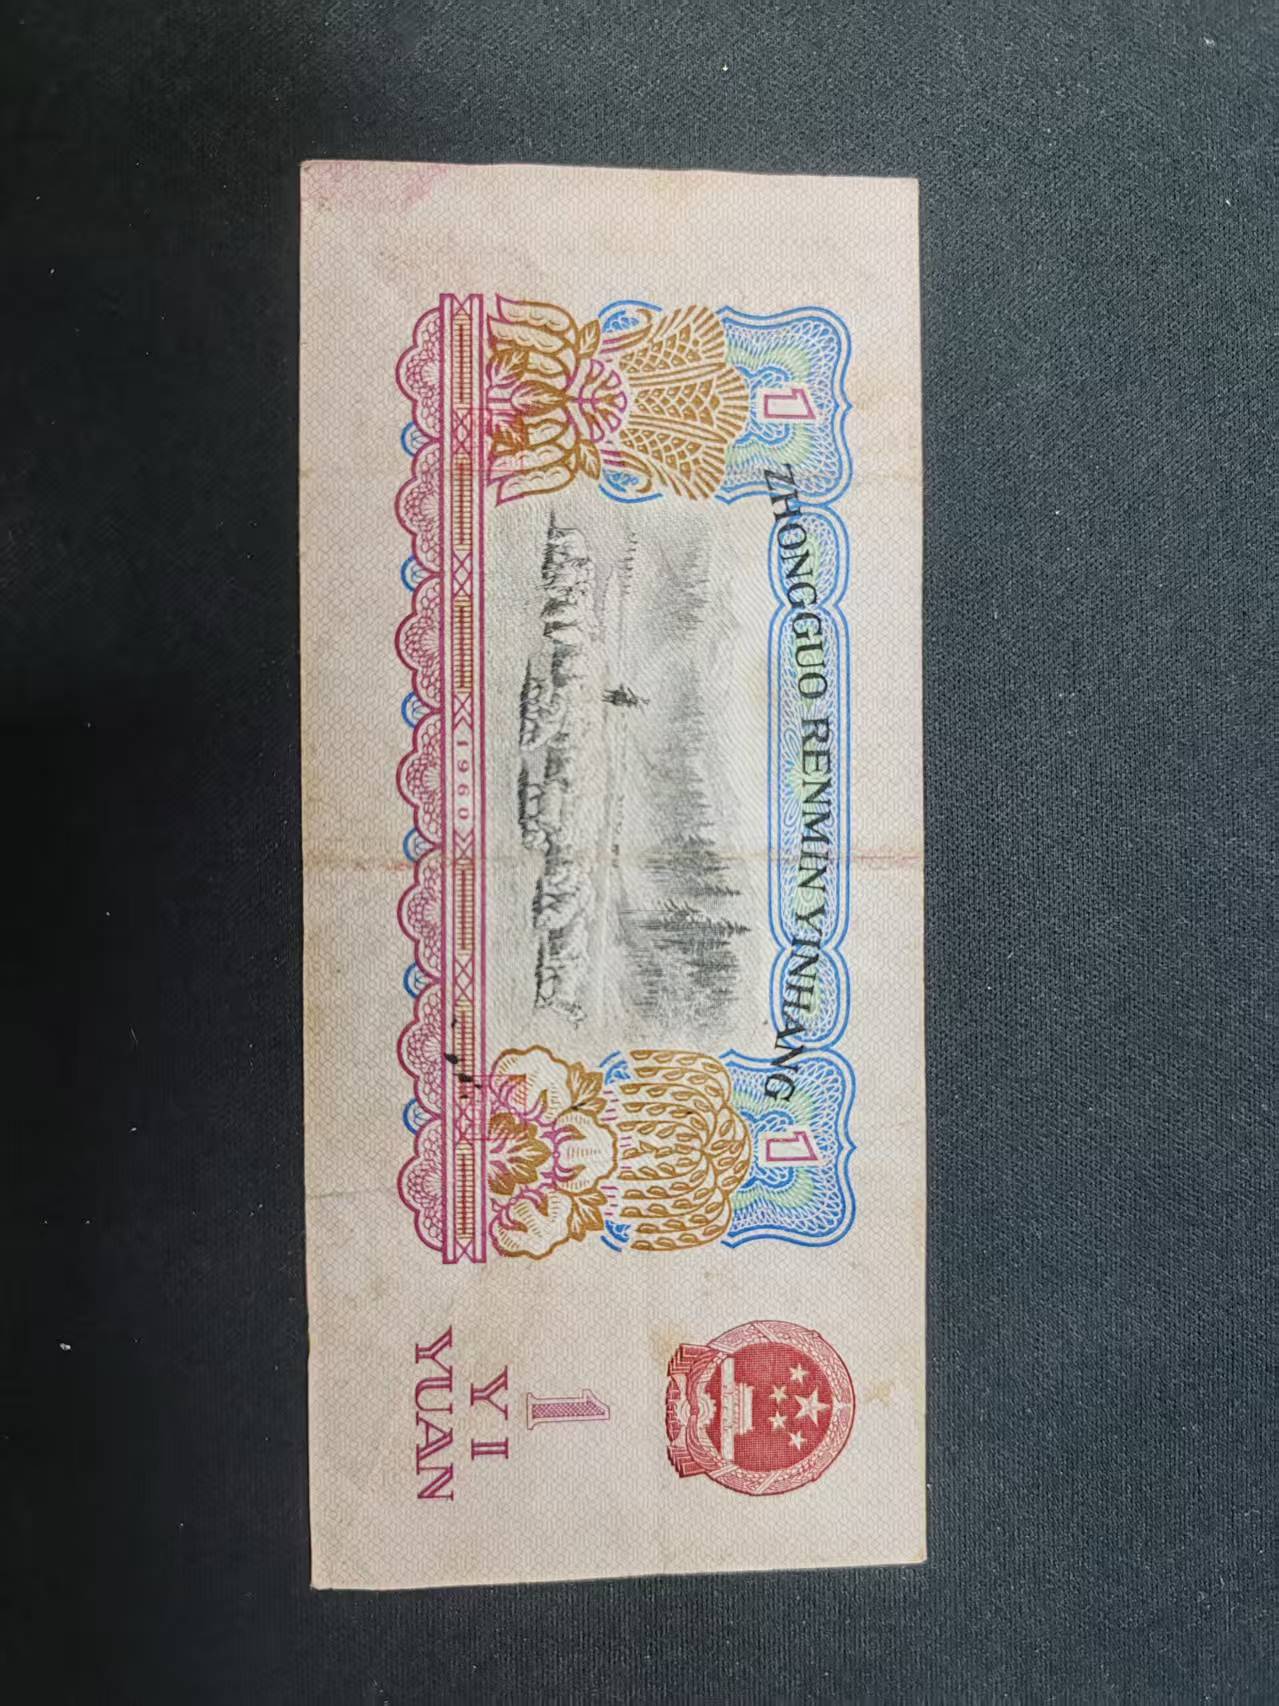 ZHONGGUO RENMIN YINHANG
1
1
1960
1
YI
YUAN